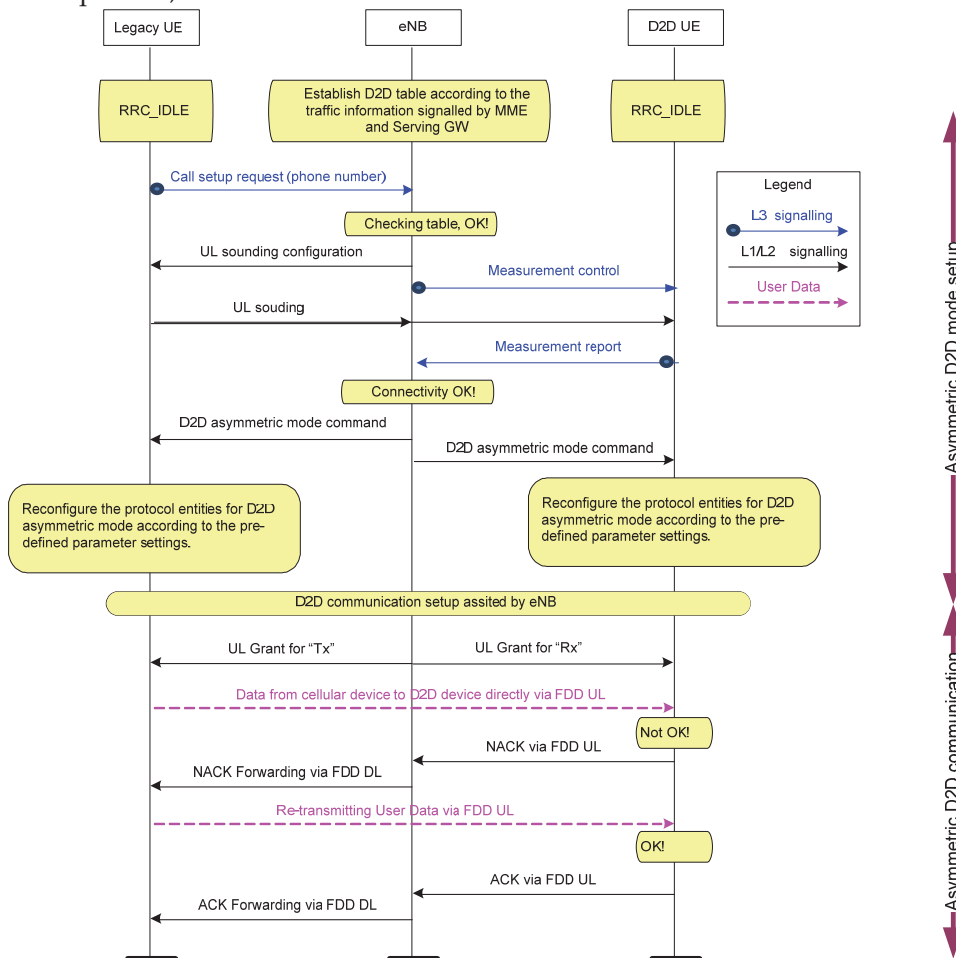 Legacy UE
eNB
D2D UE
RRC_IDLE
Establish D2D table according to the
traffic information signalled by MME
and Serving GW
RRC_IDLE
Call setup request (phone number)
Legend
L3 signalling
L1/L2 signalling
User Data
Checking table, OK!
UL sounding configuration
Measurement control
UL souding
Measurement report
Connectivity OK!
D2D asymmetric mode command
D2D asymmetric mode command
Reconfigure the protocol entities for D2D
asymmetric mode according to the pre-
defined parameter settings.
Reconfigure the protocol entities for D2D
asymmetric mode according to the pre-
defined parameter settings.
Asymmetric D2D mode setup
D2D communication setup assited by eNB
UL Grant for “Tx”
UL Grant for “Rx”
Data from cellular device to D2D device directly via FDD UL
Not OK!
NACK via FDD UL
NACK Forwarding via FDD DL
Re-transmitting User Data via FDD UL
OK!
ACK via FDD UL
ACK Forwarding via FDD DL
Asymmetric D2D communication